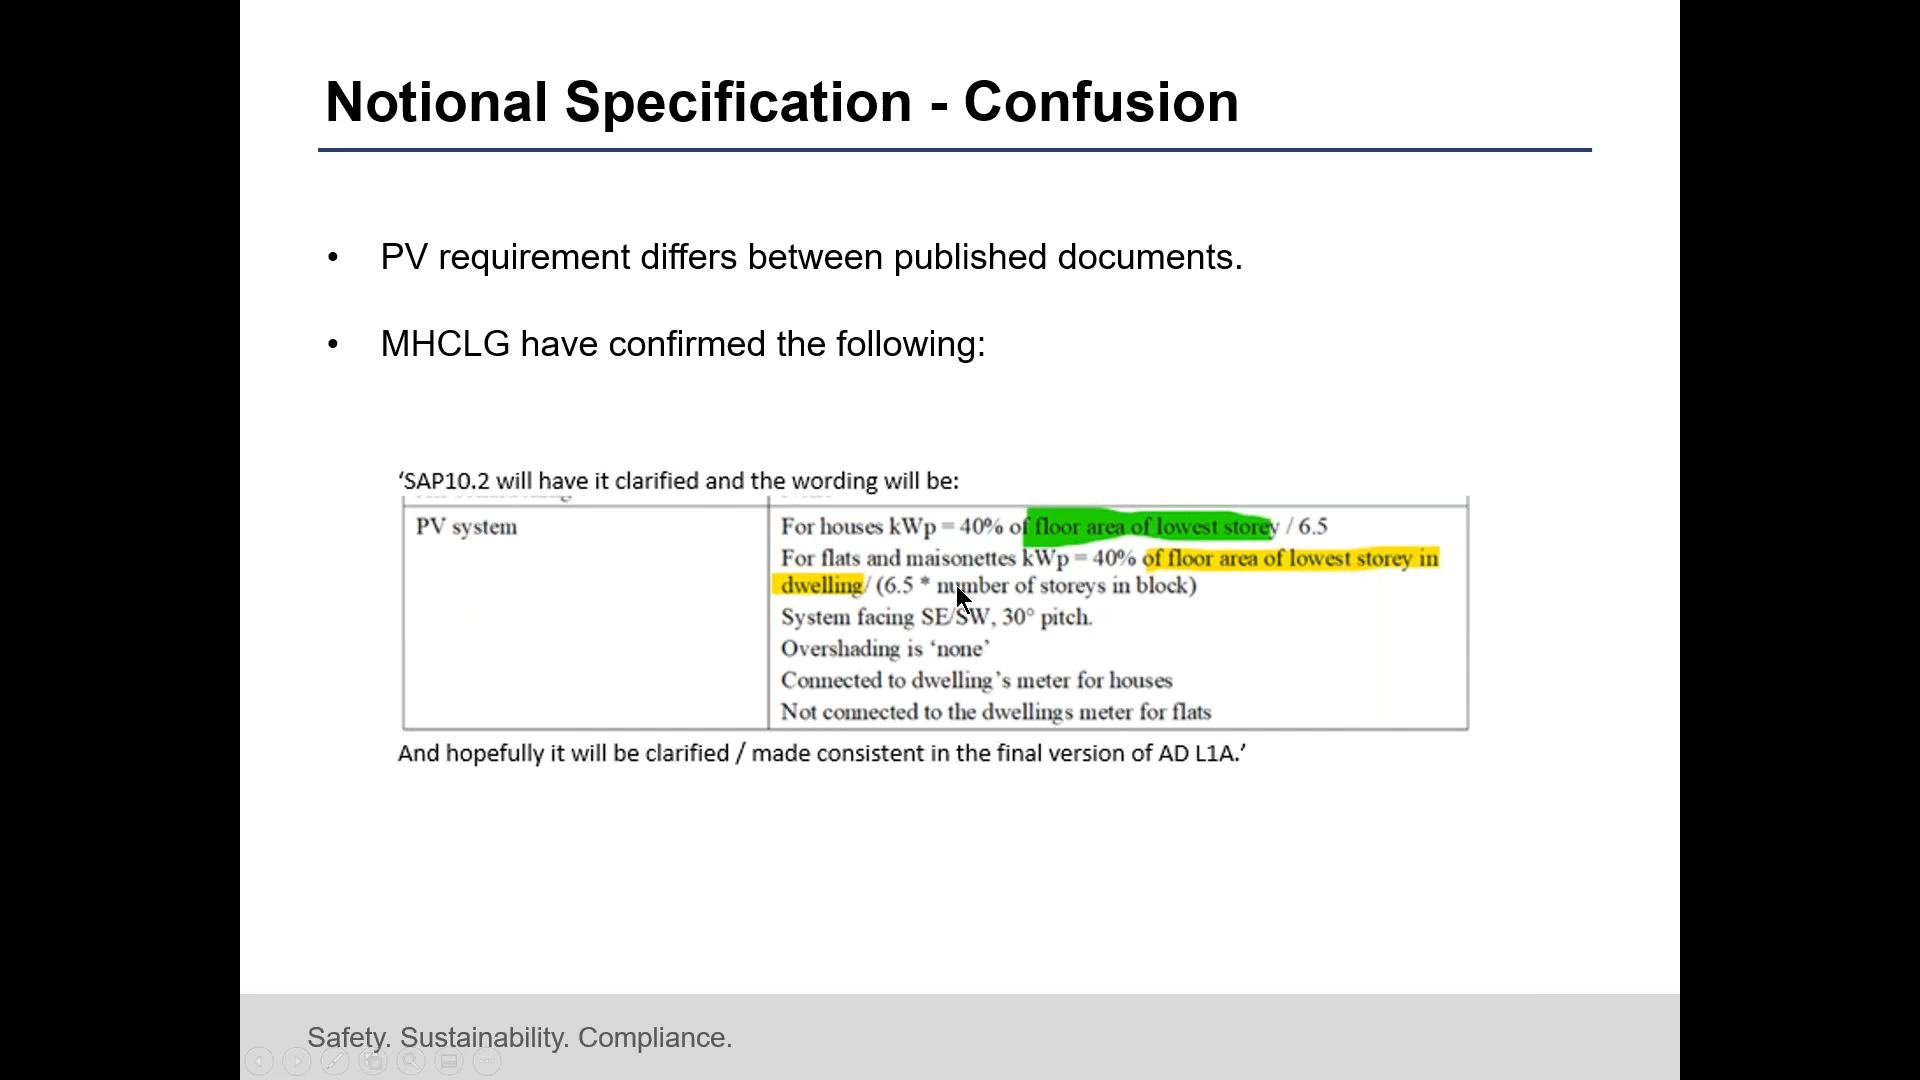 Notional Specification - Confusion
• PV requirement differs between published documents.
• MHCLG have confirmed the following:
‘SAP10.2 will have it clarified and the wording will be:
PV system
For houses kWp = 40% of floor area of lowest storey / 6.5
For flats and maisonettes kWp = 40% of floor area of lowest storey in
dwelling/ (6.5 * number of storeys in block)
System facing SE/SW, 30° pitch.
Overshading is ‘none’
Connected to dwelling’s meter for houses
Not connected to the dwellings meter for flats
And hopefully it will be clarified / made consistent in the final version of AD L1A.’
Safety. Sustainability. Compliance.